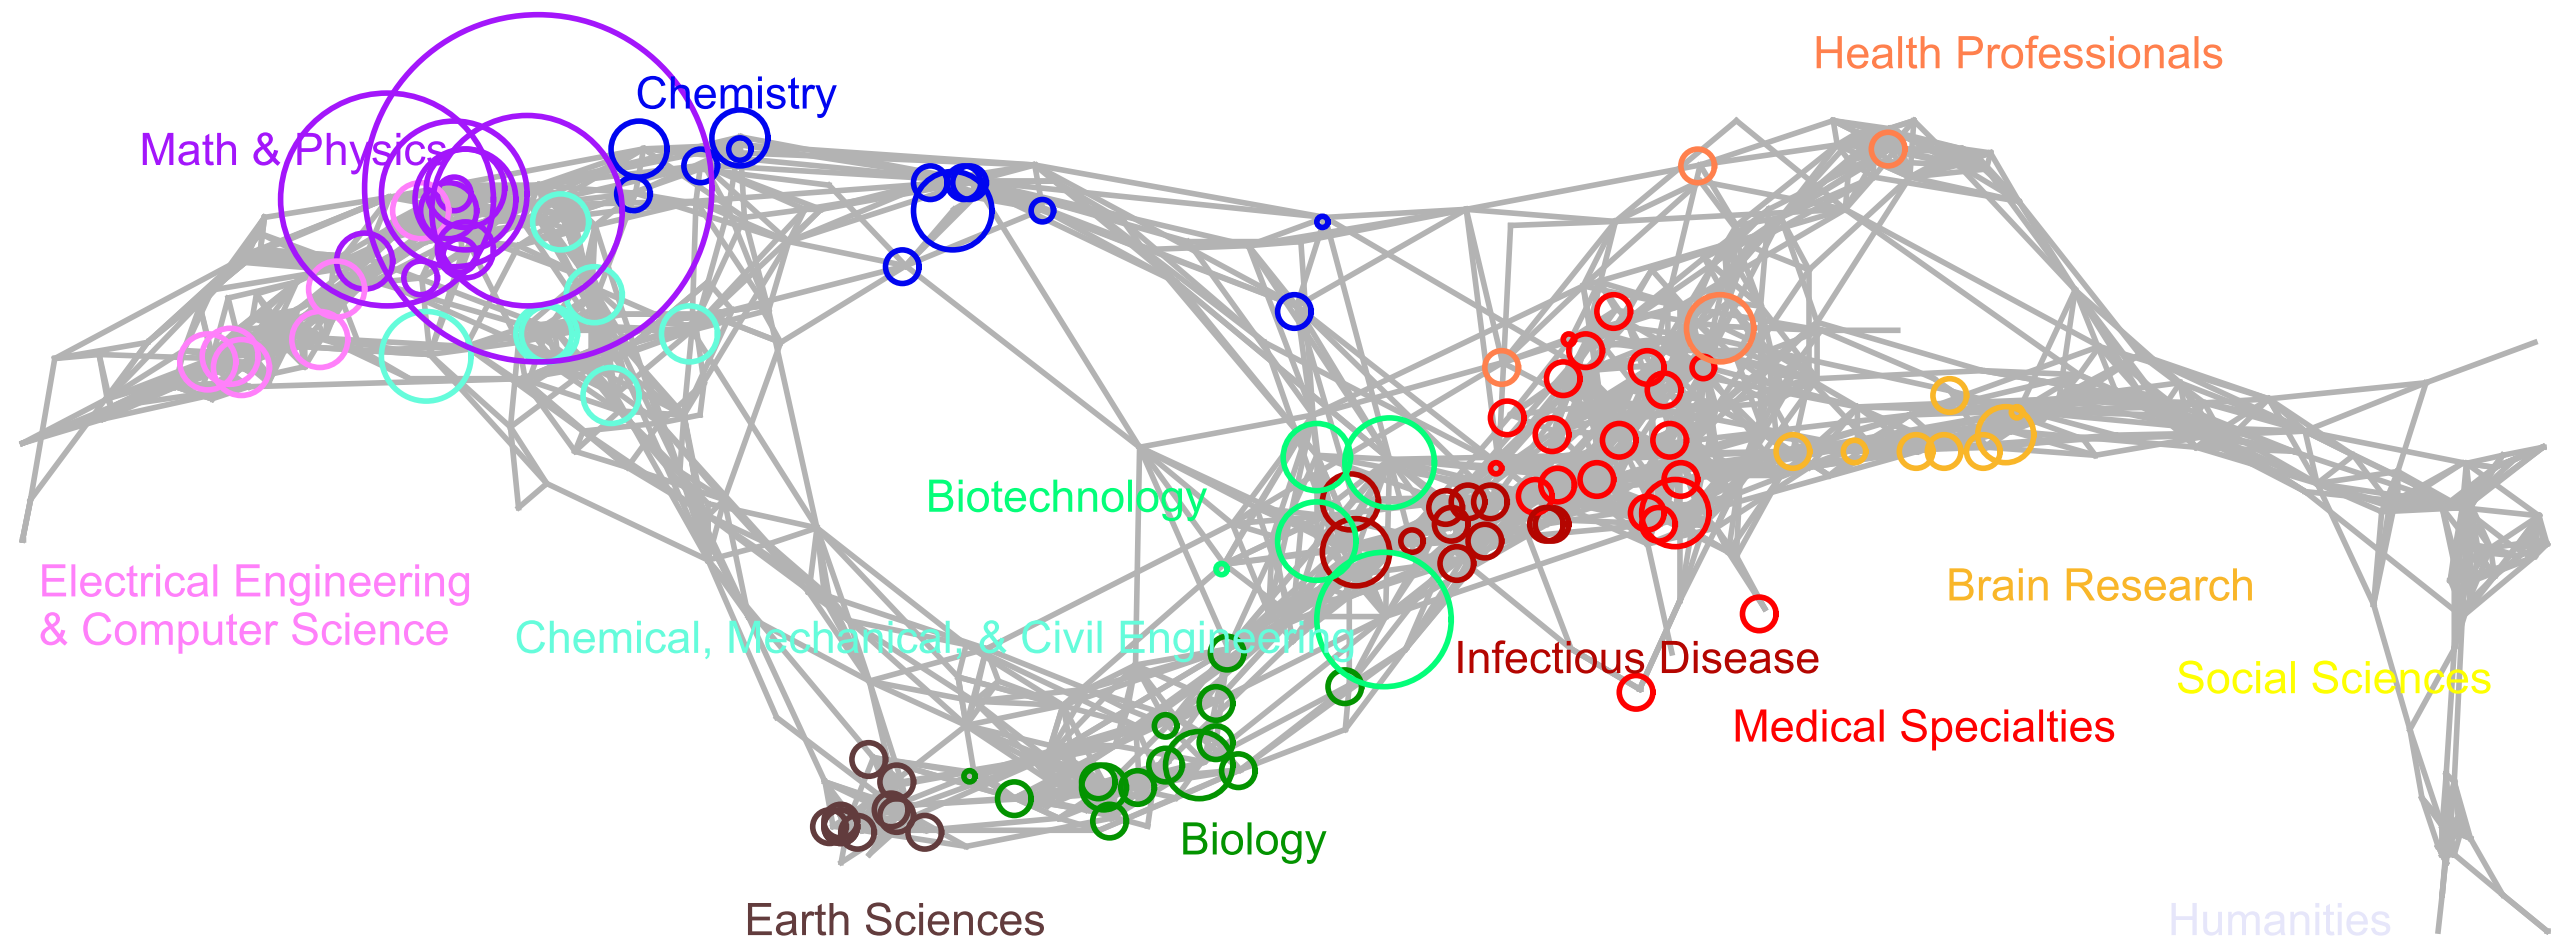 Health Professionals
Chemistry
Math & Physics
Biotechnology
Electrical Engineering
& Computer Science
Chemical, Mechanical, & Civil Engineering
Brain Research
Infectious Disease
Social Sciences
Medical Specialties
Biology
Earth Sciences
Humanities